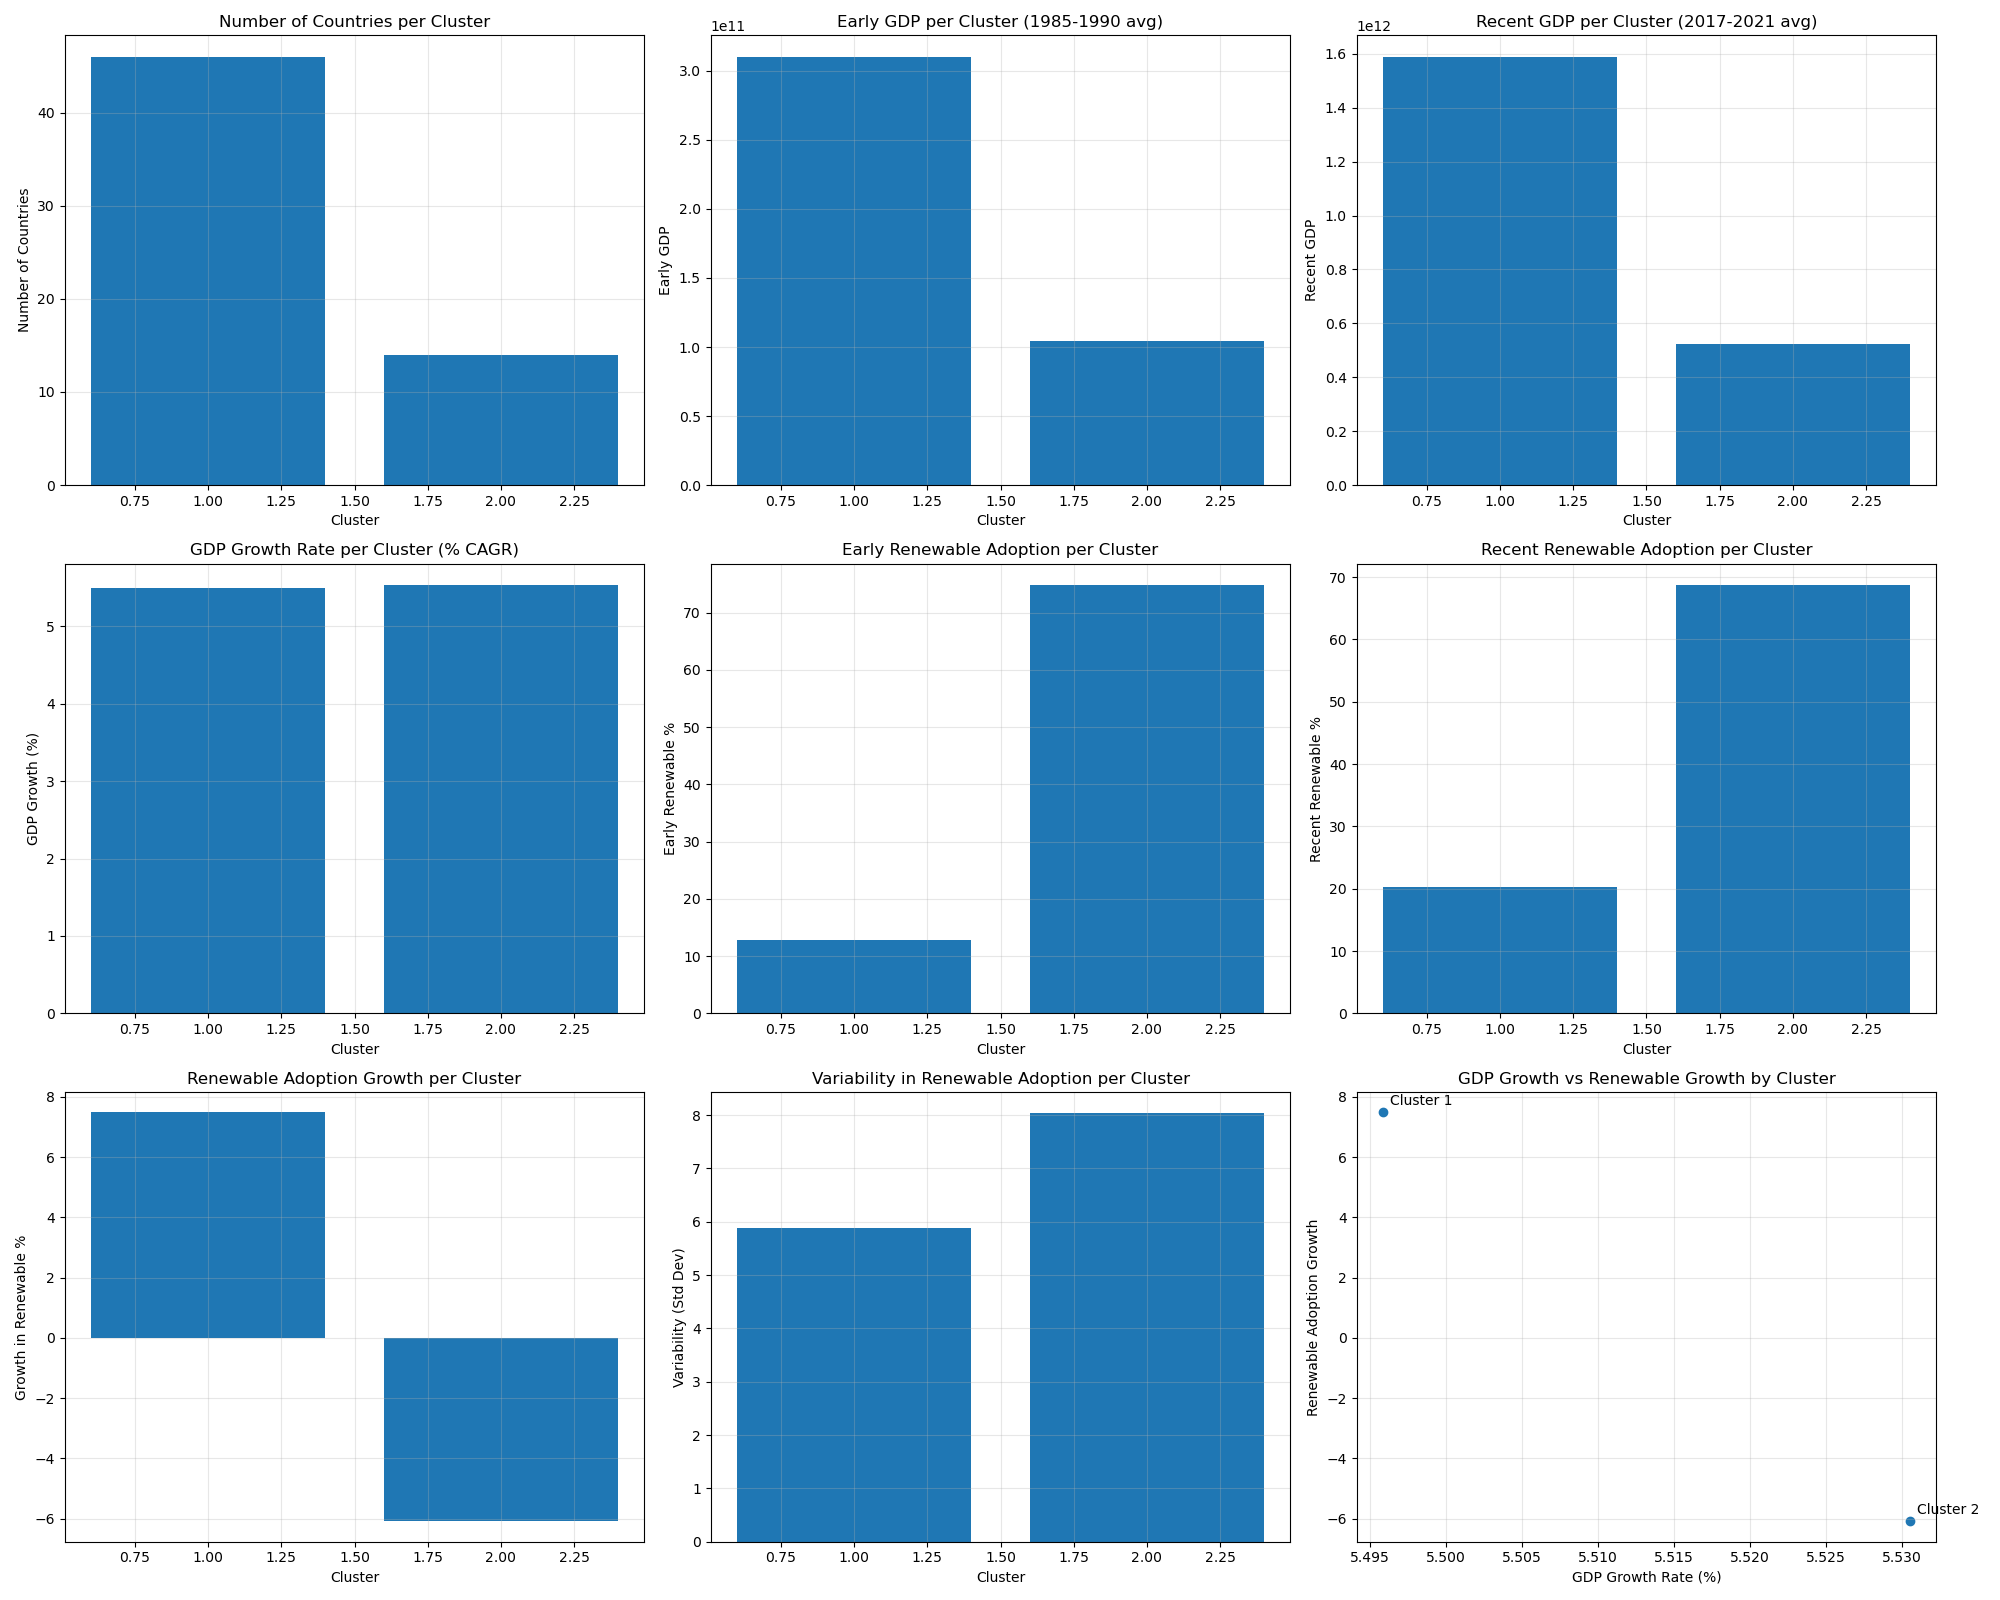 Number of Countries per Cluster
Number of Countries
40
30
20
10
0
0.75 1.00 1.25 1.50 1.75 2.00 2.25
Cluster
Early GDP per Cluster (1985-1990 avg)
1e11
Early GDP
3.0
2.5
2.0
1.5
1.0
0.5
0.0
0.75 1.00 1.25 1.50 1.75 2.00 2.25
Cluster
Recent GDP per Cluster (2017-2021 avg)
1e12
Recent GDP
1.6
1.4
1.2
1.0
0.8
0.6
0.4
0.2
0.0
0.75 1.00 1.25 1.50 1.75 2.00 2.25
Cluster
GDP Growth Rate per Cluster (% CAGR)
GDP Growth (%)
5
4
3
2
1
0
0.75 1.00 1.25 1.50 1.75 2.00 2.25
Cluster
Early Renewable Adoption per Cluster
Early Renewable %
70
60
50
40
30
20
10
0
0.75 1.00 1.25 1.50 1.75 2.00 2.25
Cluster
Recent Renewable Adoption per Cluster
Recent Renewable %
70
60
50
40
30
20
10
0
0.75 1.00 1.25 1.50 1.75 2.00 2.25
Cluster
Renewable Adoption Growth per Cluster
Growth in Renewable %
8
6
4
2
0
−2
−4
−6
0.75 1.00 1.25 1.50 1.75 2.00 2.25
Cluster
Variability in Renewable Adoption per Cluster
Variability (Std Dev)
8
7
6
5
4
3
2
1
0
0.75 1.00 1.25 1.50 1.75 2.00 2.25
Cluster
GDP Growth vs Renewable Growth by Cluster
Renewable Adoption Growth
8
6
4
2
0
−2
−4
−6
Cluster 1
Cluster 2
5.495 5.500 5.505 5.510 5.515 5.520 5.525 5.530
GDP Growth Rate (%)